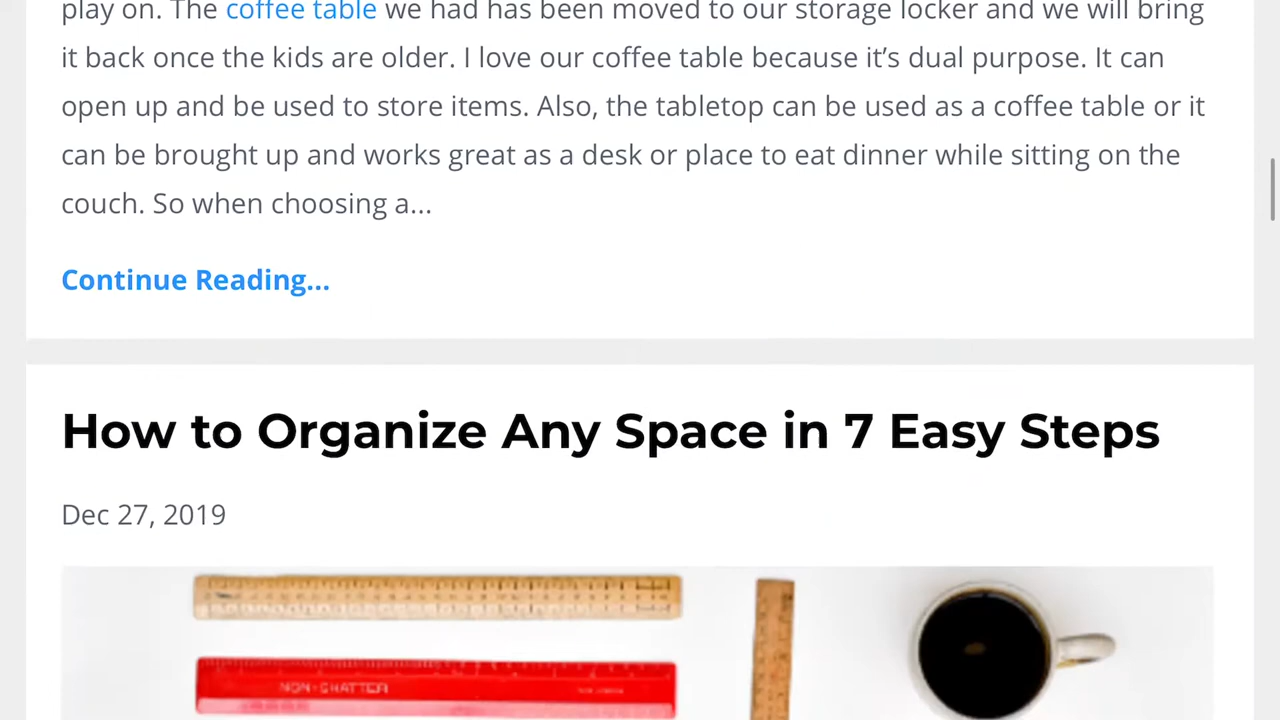 play on. The coffee table we had has been moved to our storage locker and we will bring
it back once the kids are older. I love our coffee table because it’s dual purpose. It can
open up and be used to store items. Also, the tabletop can be used as a coffee table or it
can be brought up and works great as a desk or place to eat dinner while sitting on the
couch. So when choosing a...
Continue Reading...
How to Organize Any Space in 7 Easy Steps
Dec 27, 2019
NON-SHATTER